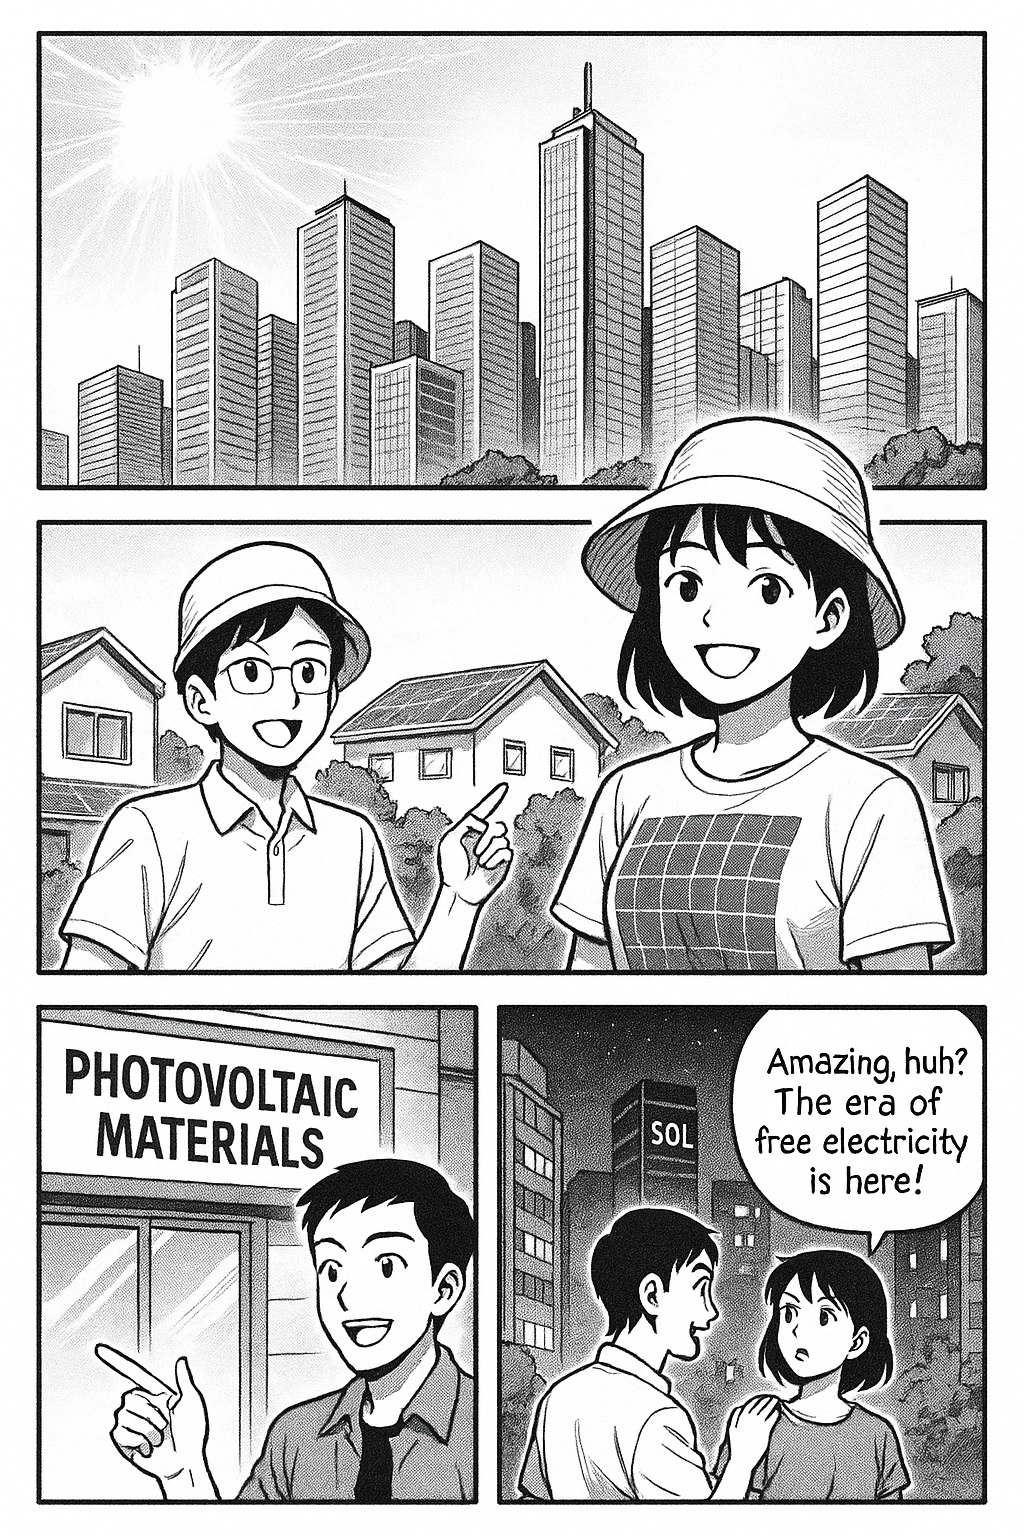 PHOTOVOLTAIC
MATERIALS
SOL
Amazing, huh?
The era of
free electricity
is here!